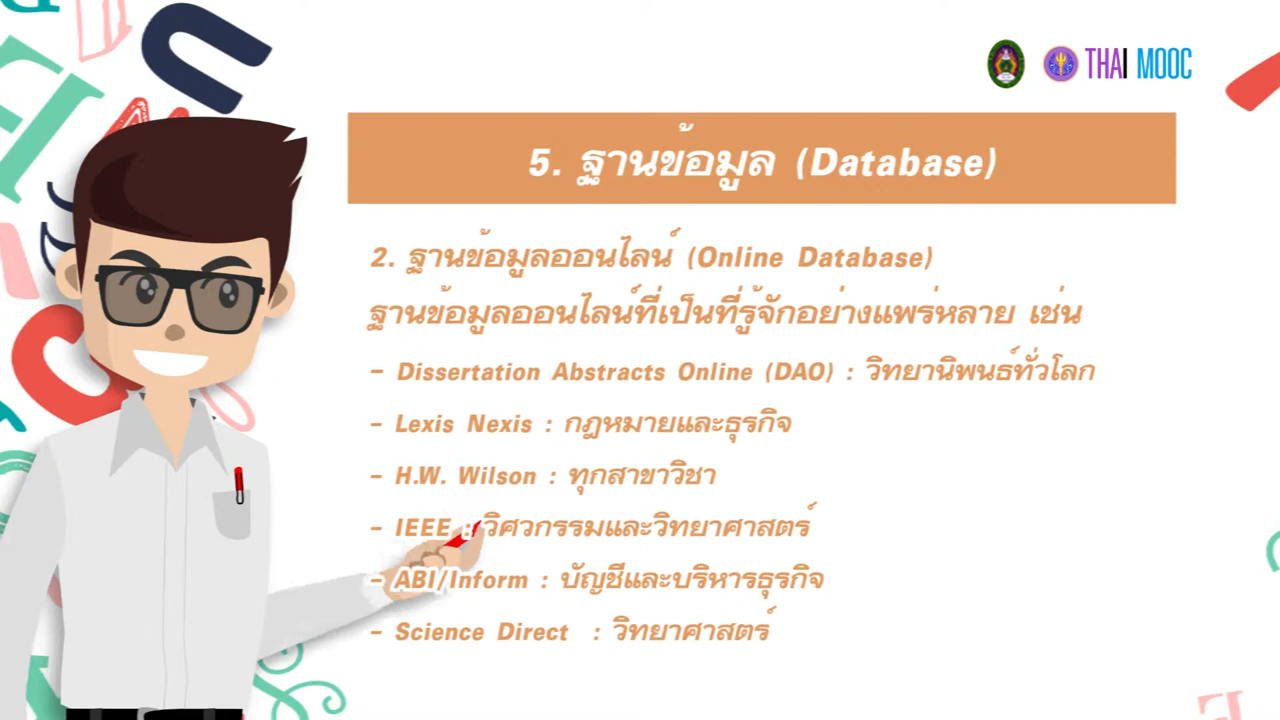 THAI MOOC
5. ฐานข้อมูล (Database)
2. ฐานข้อมูลออนไลน์ (Online Database)
ฐานข้อมูลออนไลน์ที่เป็นที่รู้จักอย่างแพร่หลาย เช่น
- Dissertation Abstracts Online (DAO) : วิทยานิพนธ์ทั่วโลก
- Lexis Nexis : กฎหมายและธุรกิจ
- H.W. Wilson : ทุกสาขาวิชา
- IEEE : วิศวกรรมและวิทยาศาสตร์
- ABI/Inform : บัญชีและบริหารธุรกิจ
- Science Direct : วิทยาศาสตร์